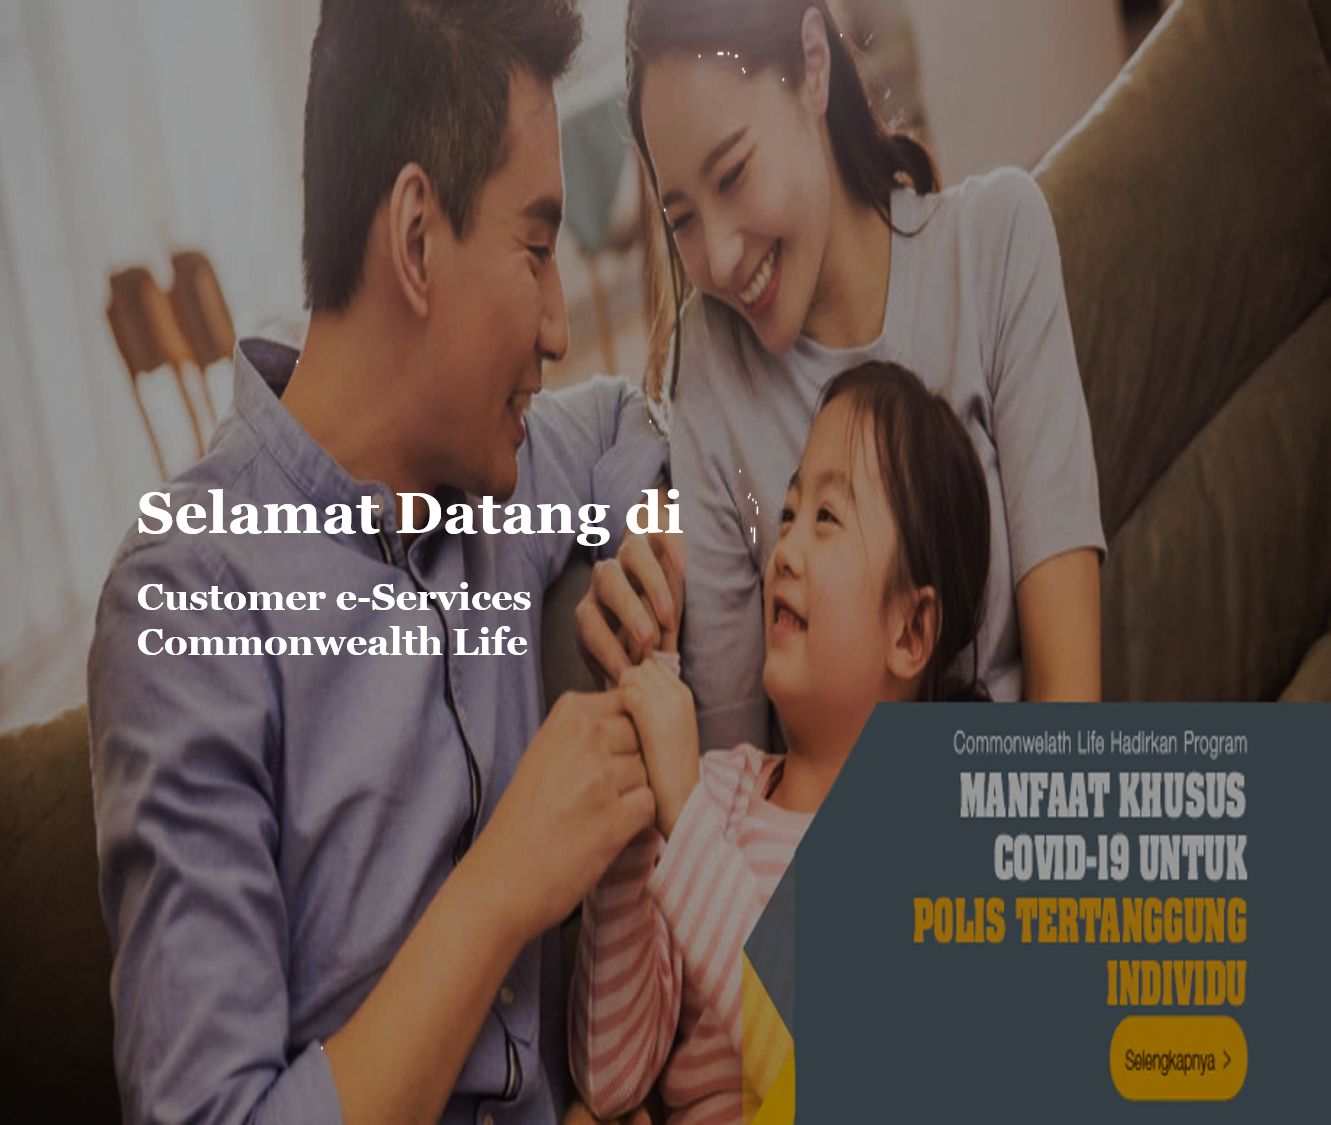 Selamat Datang di
Customer e-Services
Commonwealth Life
Commonwelath Life Hadirkan Program
MANFAAT KHUSUS
COVID-19 UNTUK
POLIS TERTANGGUNG
INDIVIDU
Selengkapnya >